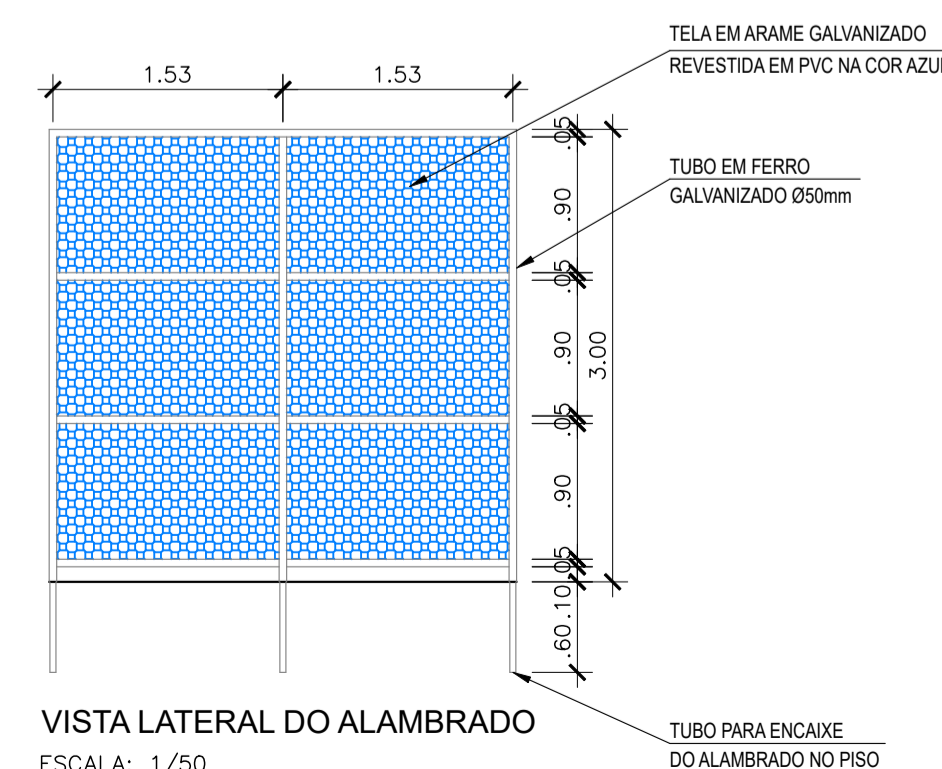 TELA EM ARAME GALVANIZADO
REVESTIDA EM PVC NA COR AZUL
1.53
1.53
.05
TUBO EM FERRO
GALVANIZADO Ø50mm
.90
.05
.90
3.00
.05
.90
.05
.10
.60
VISTA LATERAL DO ALAMBRADO
ESCALA: 1/50
TUBO PARA ENCAIXE
DO ALAMBRADO NO PISO